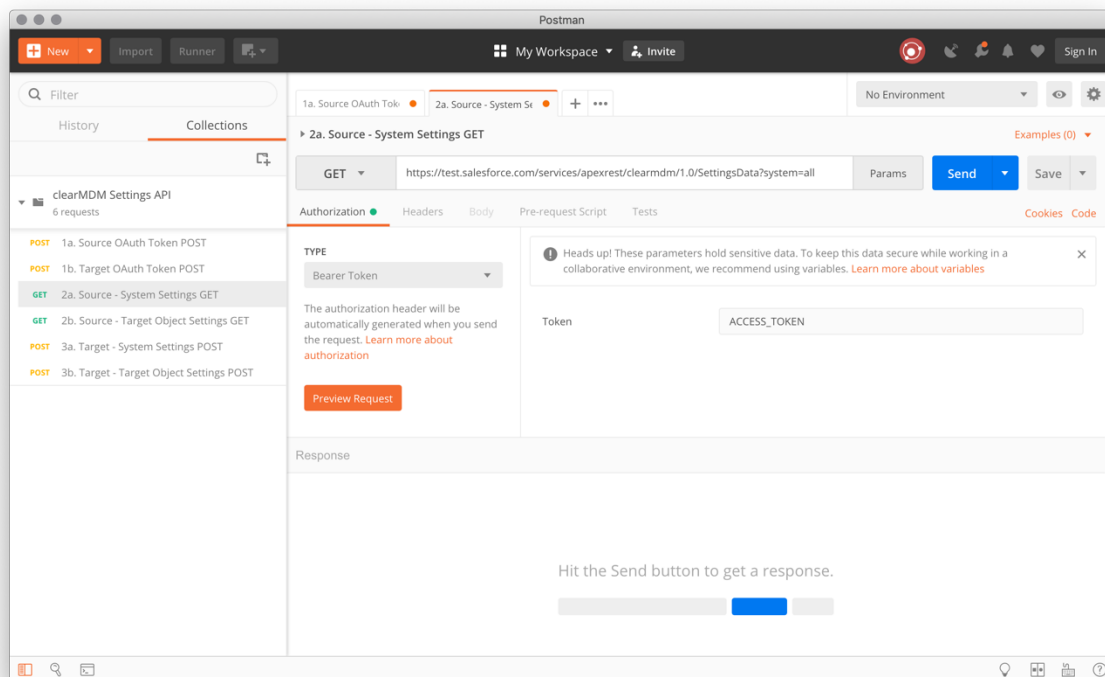 Postman
New
Import
Runner
My Workspace
Invite
Sign In
Filter
History
Collections
clearMDM Settings API
6 requests
POST 1a. Source OAuth Token POST
POST 1b. Target OAuth Token POST
GET 2a. Source - System Settings GET
GET 2b. Source - Target Object Settings GET
POST 3a. Target - System Settings POST
POST 3b. Target - Target Object Settings POST
1a. Source OAuth Tok
2a. Source - System Se
No Environment
2a. Source - System Settings GET
Examples (0)
GET
https://test.salesforce.com/services/apexrest/clearmdm/1.0/SettingsData?system=all
Params
Send
Save
Authorization
Headers
Body
Pre-request Script
Tests
Cookies
Code
TYPE
Bearer Token
The authorization header will be
automatically generated when you send
the request. Learn more about
authorization
Preview Request
Heads up! These parameters hold sensitive data. To keep this data secure while working in a
collaborative environment, we recommend using variables. Learn more about variables
Token
ACCESS_TOKEN
Response
Hit the Send button to get a response.